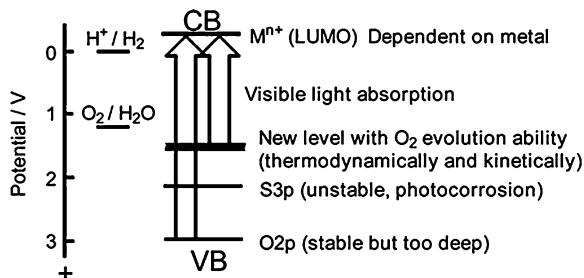 CB
H⁺ / H₂
Mⁿ⁺ (LUMO) Dependent on metal
0
Visible light absorption
O₂ / H₂O
1
New level with O₂ evolution ability
(thermodynamically and kinetically)
2
S3p (unstable, photocorrosion)
3
O2p (stable but too deep)
VB
+
Potential / V